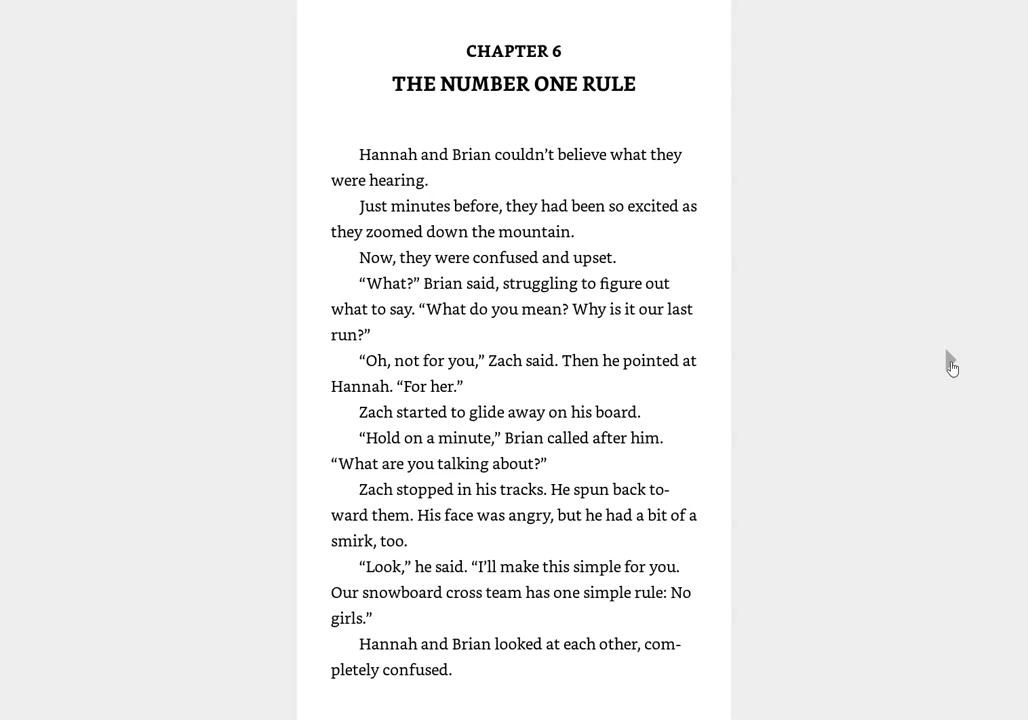 CHAPTER 6
THE NUMBER ONE RULE
Hannah and Brian couldn’t believe what they
were hearing.
Just minutes before, they had been so excited as
they zoomed down the mountain.
Now, they were confused and upset.
“What?” Brian said, struggling to figure out
what to say. “What do you mean? Why is it our last
run?”
“Oh, not for you,” Zach said. Then he pointed at
Hannah. “For her.”
Zach started to glide away on his board.
“Hold on a minute,” Brian called after him.
“What are you talking about?”
Zach stopped in his tracks. He spun back to-
ward them. His face was angry, but he had a bit of a
smirk, too.
“Look,” he said. “I’ll make this simple for you.
Our snowboard cross team has one simple rule: No
girls.”
Hannah and Brian looked at each other, com-
pletely confused.